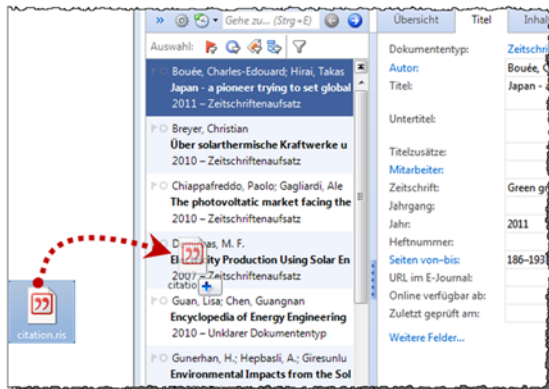 Gehe zu... (Strg+E)
Auswahl:
Bouée, Charles-Edouard; Hirai, Takas
Japan - a pioneer trying to set global
2011 – Zeitschriftenaufsatz
Breyer, Christian
Über solarthermische Kraftwerke u
2010 – Zeitschriftenaufsatz
Chiappafreddo, Paolo; Gagliardi, Ale
The photovoltatic market facing the
2010 – Zeitschriftenaufsatz
M. F.
Production Using Solar En
2007 – Zeitschriftenaufsatz
citatio
Guan, Lisa; Chen, Guangnan
Encyclopedia of Energy Engineering
2010 – Unklarer Dokumententyp
Gunerhan, H.; Hepbasli, A.; Giresunlu
Environmental Impacts from the Sol
citation.ris
Übersicht Titel Inhal
Dokumententyp: Zeitschri
Autor: Bouée, C
Titel: Japan - a
Untertitel:
Titelzusätze:
Mitarbeiter:
Zeitschrift: Green gr
Jahrgang:
Jahr: 2011
Heftnummer:
Seiten von–bis: 186–193
URL im E-Journal:
Online verfügbar ab:
Zuletzt geprüft am:
Weitere Felder...